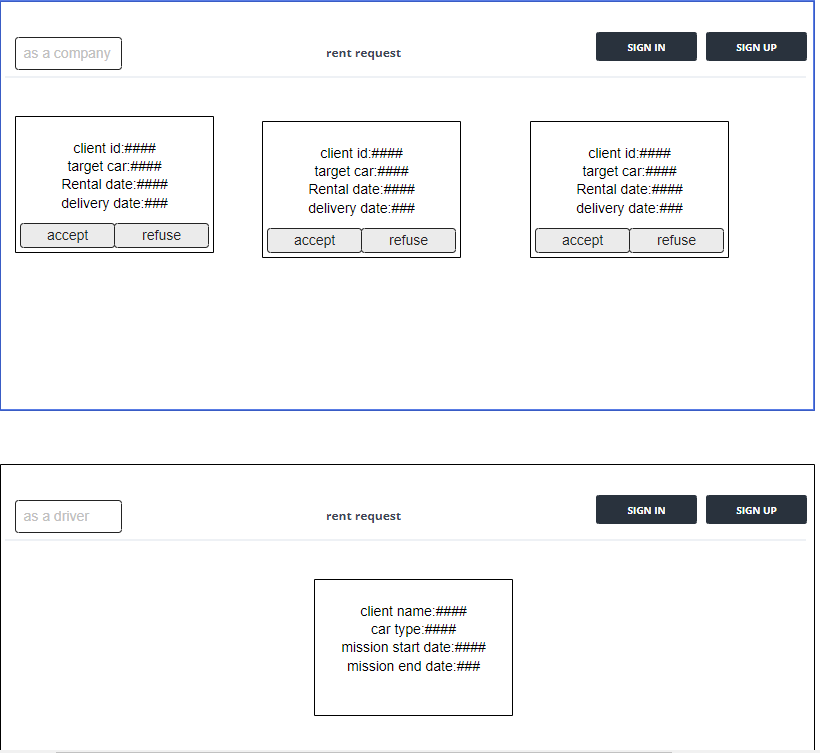 as a company
rent request
SIGN IN
SIGN UP
client id:####
target car:####
Rental date:####
delivery date:###
accept
refuse
client id:####
target car:####
Rental date:####
delivery date:###
accept
refuse
client id:####
target car:####
Rental date:####
delivery date:###
accept
refuse
as a driver
rent request
SIGN IN
SIGN UP
client name:####
car type:####
mission start date:####
mission end date:###